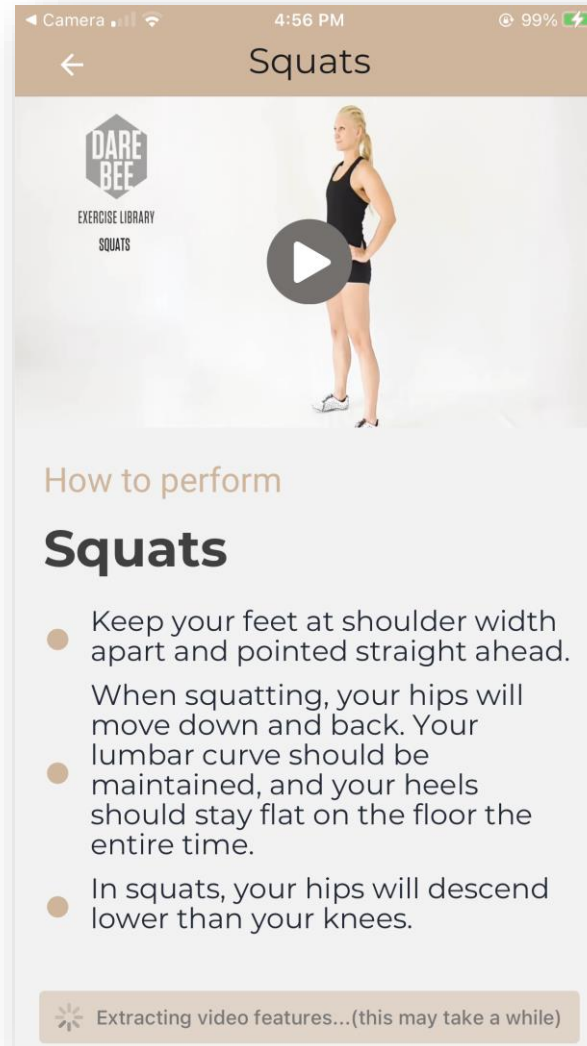 Camera
4:56 PM
99%
Squats
DARE
BEE
EXERCISE LIBRARY
SQUATS
How to perform
Squats
Keep your feet at shoulder width
apart and pointed straight ahead.
When squatting, your hips will
move down and back. Your
lumbar curve should be
maintained, and your heels
should stay flat on the floor the
entire time.
In squats, your hips will descend
lower than your knees.
Extracting video features...(this may take a while)